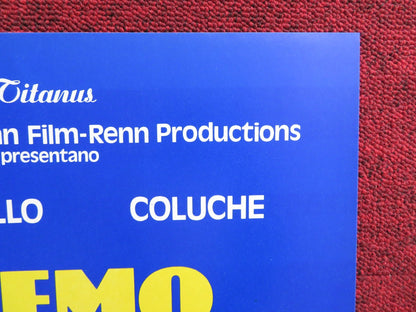 Titanus
n Film-Renn Productions
presentano
LLO COLUCHE
EMO